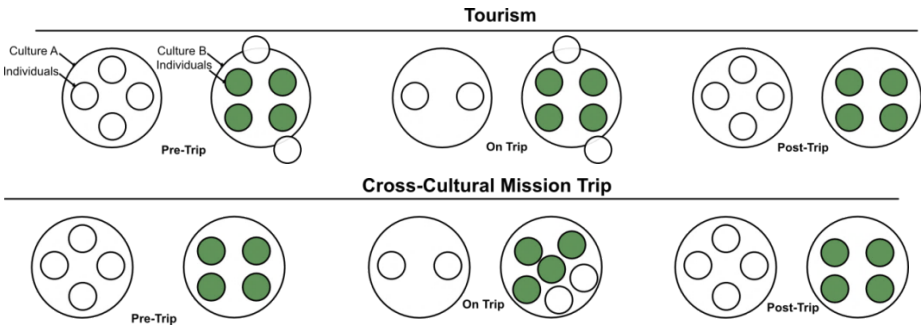 Tourism
Culture A
Individuals
Culture B
Individuals
Pre-Trip
On Trip
Post-Trip
Cross-Cultural Mission Trip
Pre-Trip
On Trip
Post-Trip